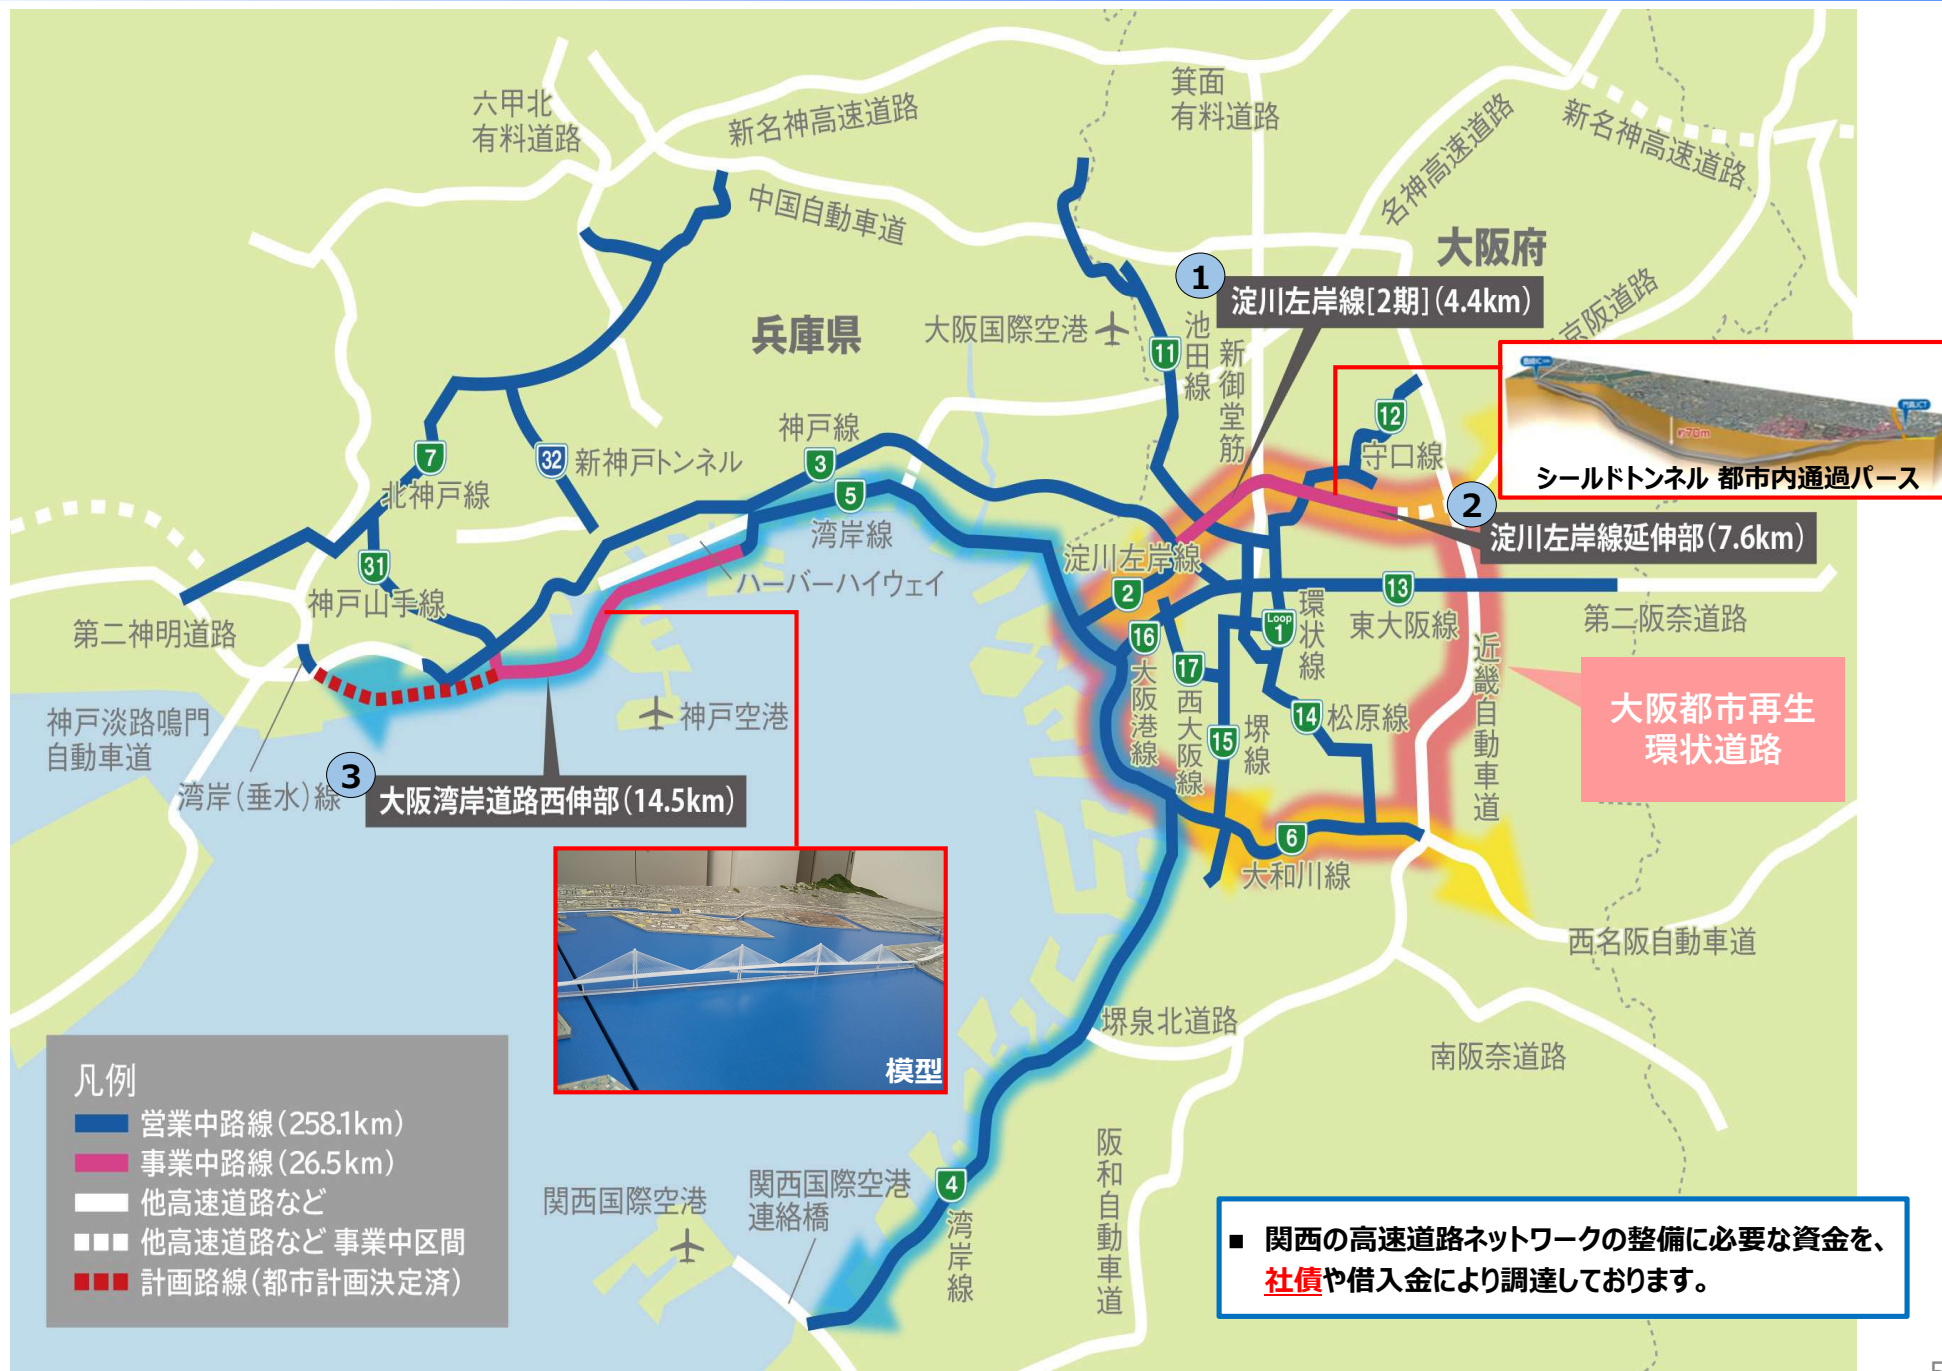 六甲北
有料道路
新名神高速道路
箕面
有料道路
名神高速道路
新名神高速道路
中国自動車道
大阪府
1
淀川左岸線[2期](4.4km)
兵庫県
大阪国際空港
11
池田線
新御堂筋
京阪道路
約70m
シールドトンネル 都市内通過パース
12
守口線
神戸線
3
7
北神戸線
32
新神戸トンネル
5
湾岸線
2
淀川左岸線延伸部(7.6km)
淀川左岸線
2
31
神戸山手線
ハーバーハイウェイ
13
東大阪線
第二阪奈道路
第二神明道路
Loop
1
環状線
16
大阪港線
17
西大阪線
15
堺線
14
松原線
近畿自動車道
大阪都市再生
環状道路
神戸淡路鳴門
自動車道
神戸空港
湾岸(垂水)線
3
大阪湾岸道路西伸部(14.5km)
6
大和川線
西名阪自動車道
模型
堺泉北道路
南阪奈道路
凡例
営業中路線(258.1km)
事業中路線(26.5km)
他高速道路など
他高速道路など 事業中区間
計画路線(都市計画決定済)
関西国際空港
関西国際空港
連絡橋
4
湾岸線
阪和自動車道
■ 関西の高速道路ネットワークの整備に必要な資金を、
社債や借入金により調達しております。